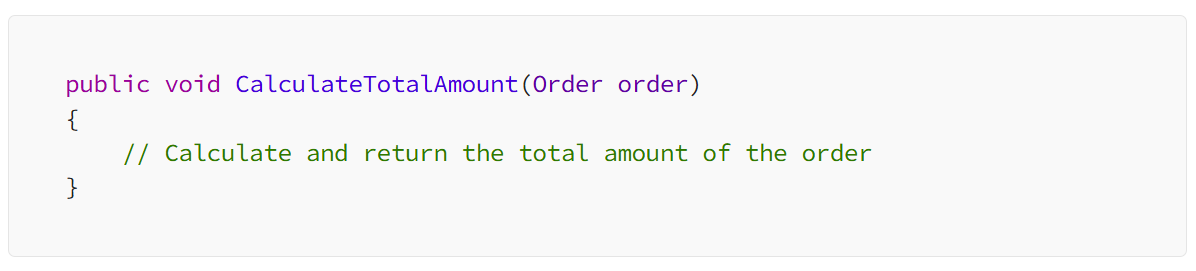 public void CalculateTotalAmount(Order order)
{
    // Calculate and return the total amount of the order
}